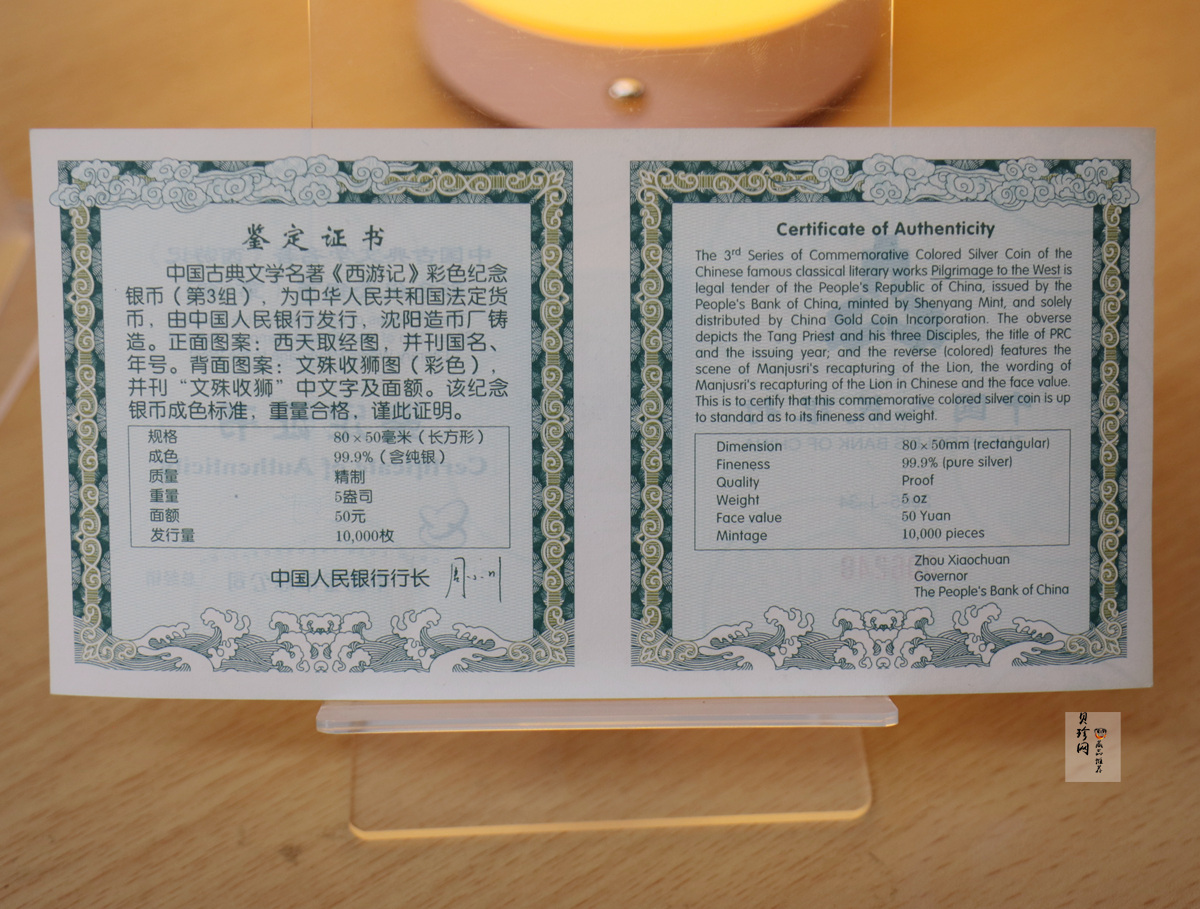 鉴定证书
中国古典文学名著《西游记》彩色纪念
银币（第3组），为中华人民共和国法定货
币，由中国人民银行发行，沈阳造币厂铸
造。正面图案：西天取经图，并刊国名、
年号。背面图案：文殊收狮图（彩色），
并刊“文殊收狮”中文字及面额。该纪念
银币成色标准，重量合格，谨此证明。
规格 80×50毫米（长方形）
成色 99.9%（含纯银）
质量 精制
重量 5盎司
面额 50元
发行量 10,000枚
中国人民银行行长 周小川
Certificate of Authenticity
The 3rd Series of Commemorative Colored Silver Coin of the
Chinese famous classical literary works Pilgrimage to the West is
legal tender of the People's Republic of China, issued by the
People's Bank of China, minted by Shenyang Mint, and solely
distributed by China Gold Coin Incorporation. The obverse
depicts the Tang Priest and his three Disciples, the title of PRC
and the issuing year; and the reverse (colored) features the
scene of Manjusri's recapturing of the Lion, the wording of
Manjusri's recapturing of the Lion in Chinese and the face value.
This is to certify that this commemorative colored silver coin is up
to standard as to its fineness and weight.
Dimension 80×50mm (rectangular)
Fineness 99.9% (pure silver)
Quality Proof
Weight 5 oz
Face value 50 Yuan
Mintage 10,000 pieces
Zhou Xiaochuan
Governor
The People's Bank of China
贝珍网
藏品推荐